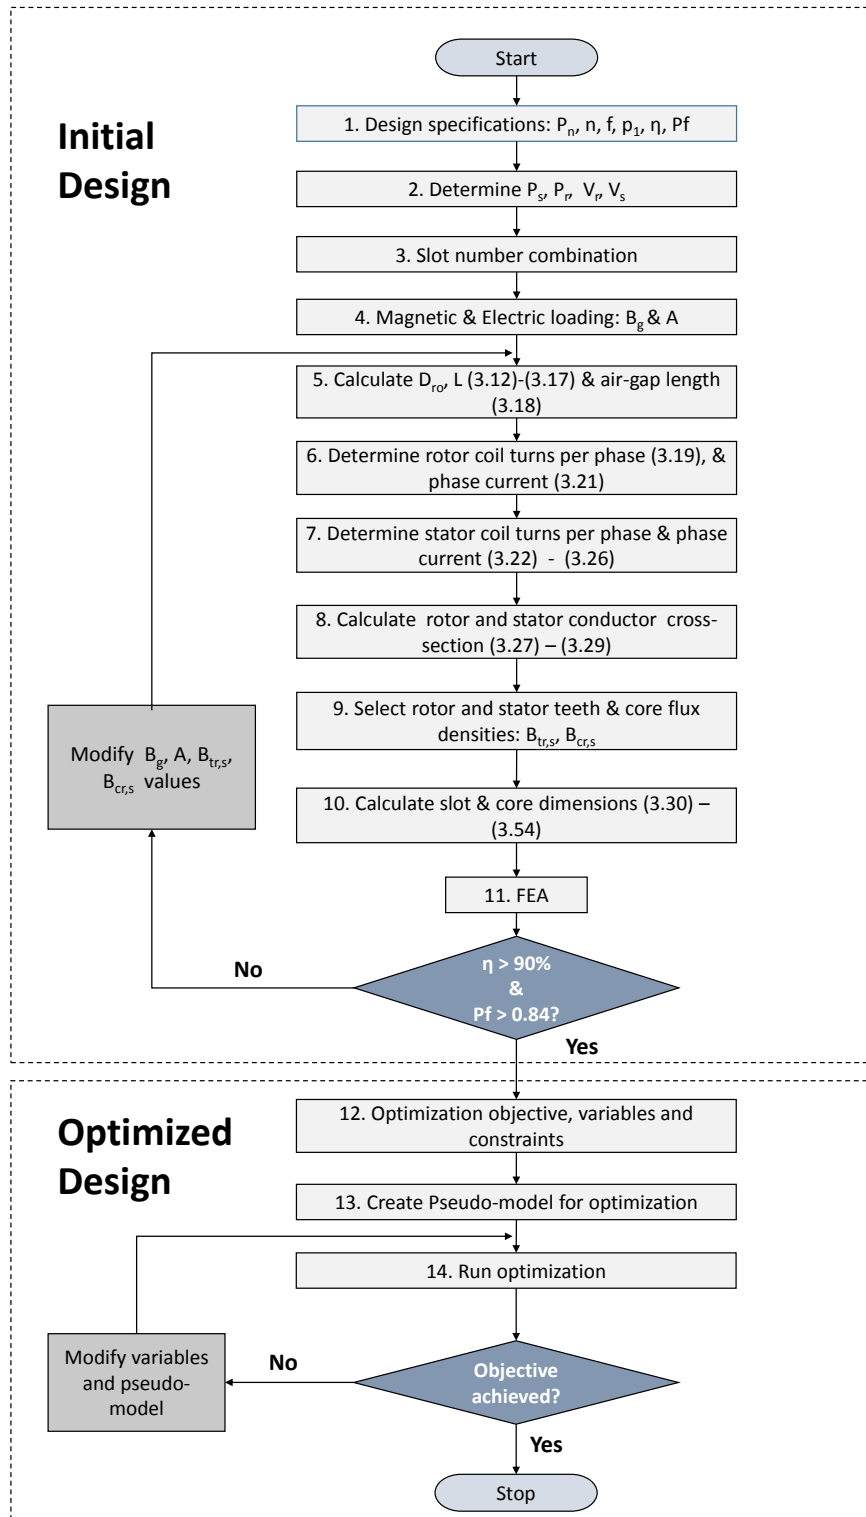 Start
Initial
Design
1. Design specifications: Pn, n, f, p1, η, Pf
2. Determine Ps, Pr, Vr, Vs
3. Slot number combination
4. Magnetic & Electric loading: Bg & A
5. Calculate Dro, L (3.12)-(3.17) & air-gap length
(3.18)
6. Determine rotor coil turns per phase (3.19), &
phase current (3.21)
7. Determine stator coil turns per phase & phase
current (3.22) - (3.26)
8. Calculate rotor and stator conductor cross-
section (3.27) – (3.29)
9. Select rotor and stator teeth & core flux
densities: Btr,s, Bcr,s
Modify Bg, A, Btr,s,
Bcr,s values
10. Calculate slot & core dimensions (3.30) –
(3.54)
11. FEA
No
η > 90%
&
Pf > 0.84?
Yes
Optimized
Design
12. Optimization objective, variables and
constraints
13. Create Pseudo-model for optimization
14. Run optimization
Modify variables
and pseudo-
model
No
Objective
achieved?
Yes
Stop